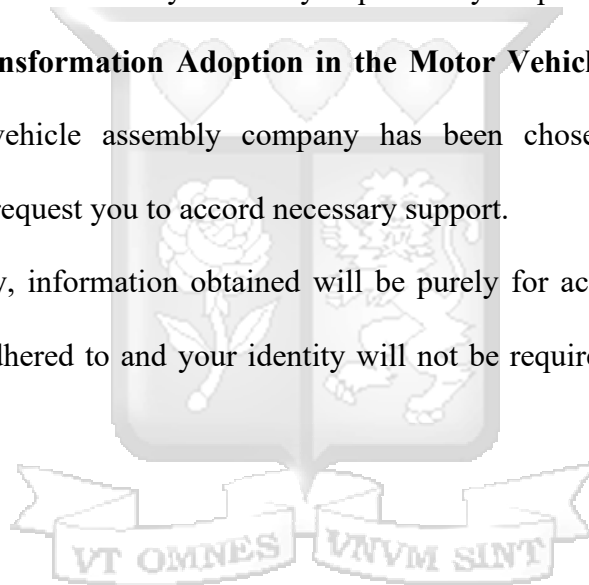 nsformation Adoption in the Motor Vehicl
vehicle assembly company has been chose
request you to accord necessary support.
y, information obtained will be purely for ac
dhered to and your identity will not be require
VT OMNES VNVM SINT